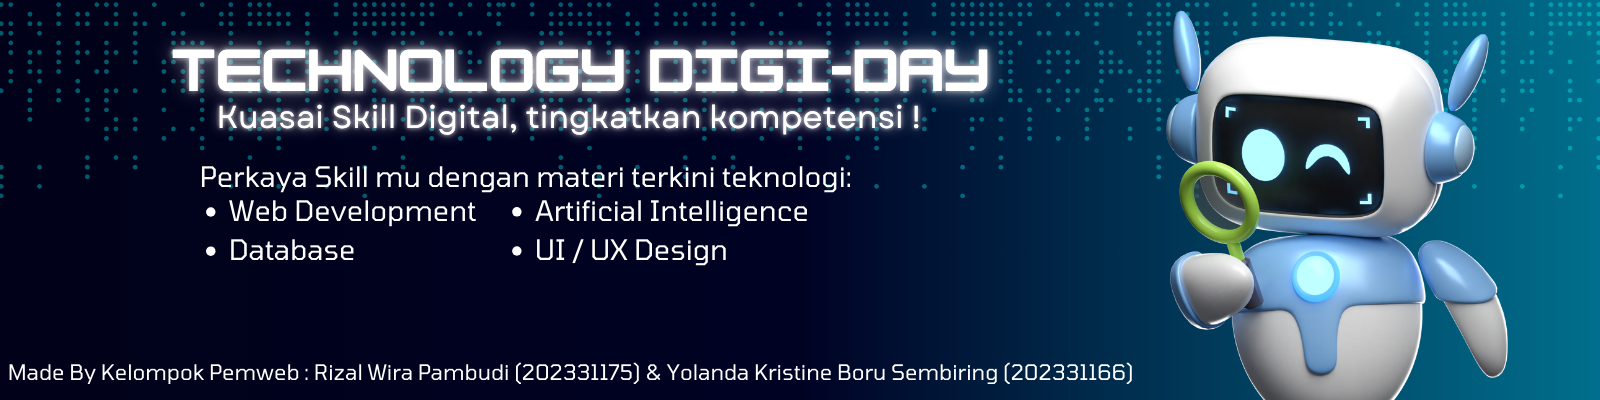 TECHNOLOGY DIGI-DAY
Kuasai Skill Digital, tingkatkan kompetensi !
Perkaya Skill mu dengan materi terkini teknologi:
• Web Development
• Database
• Artificial Intelligence
• UI / UX Design
Made By Kelompok Pemweb : Rizal Wira Pambudi (202331175) & Yolanda Kristine Boru Sembiring (202331166)